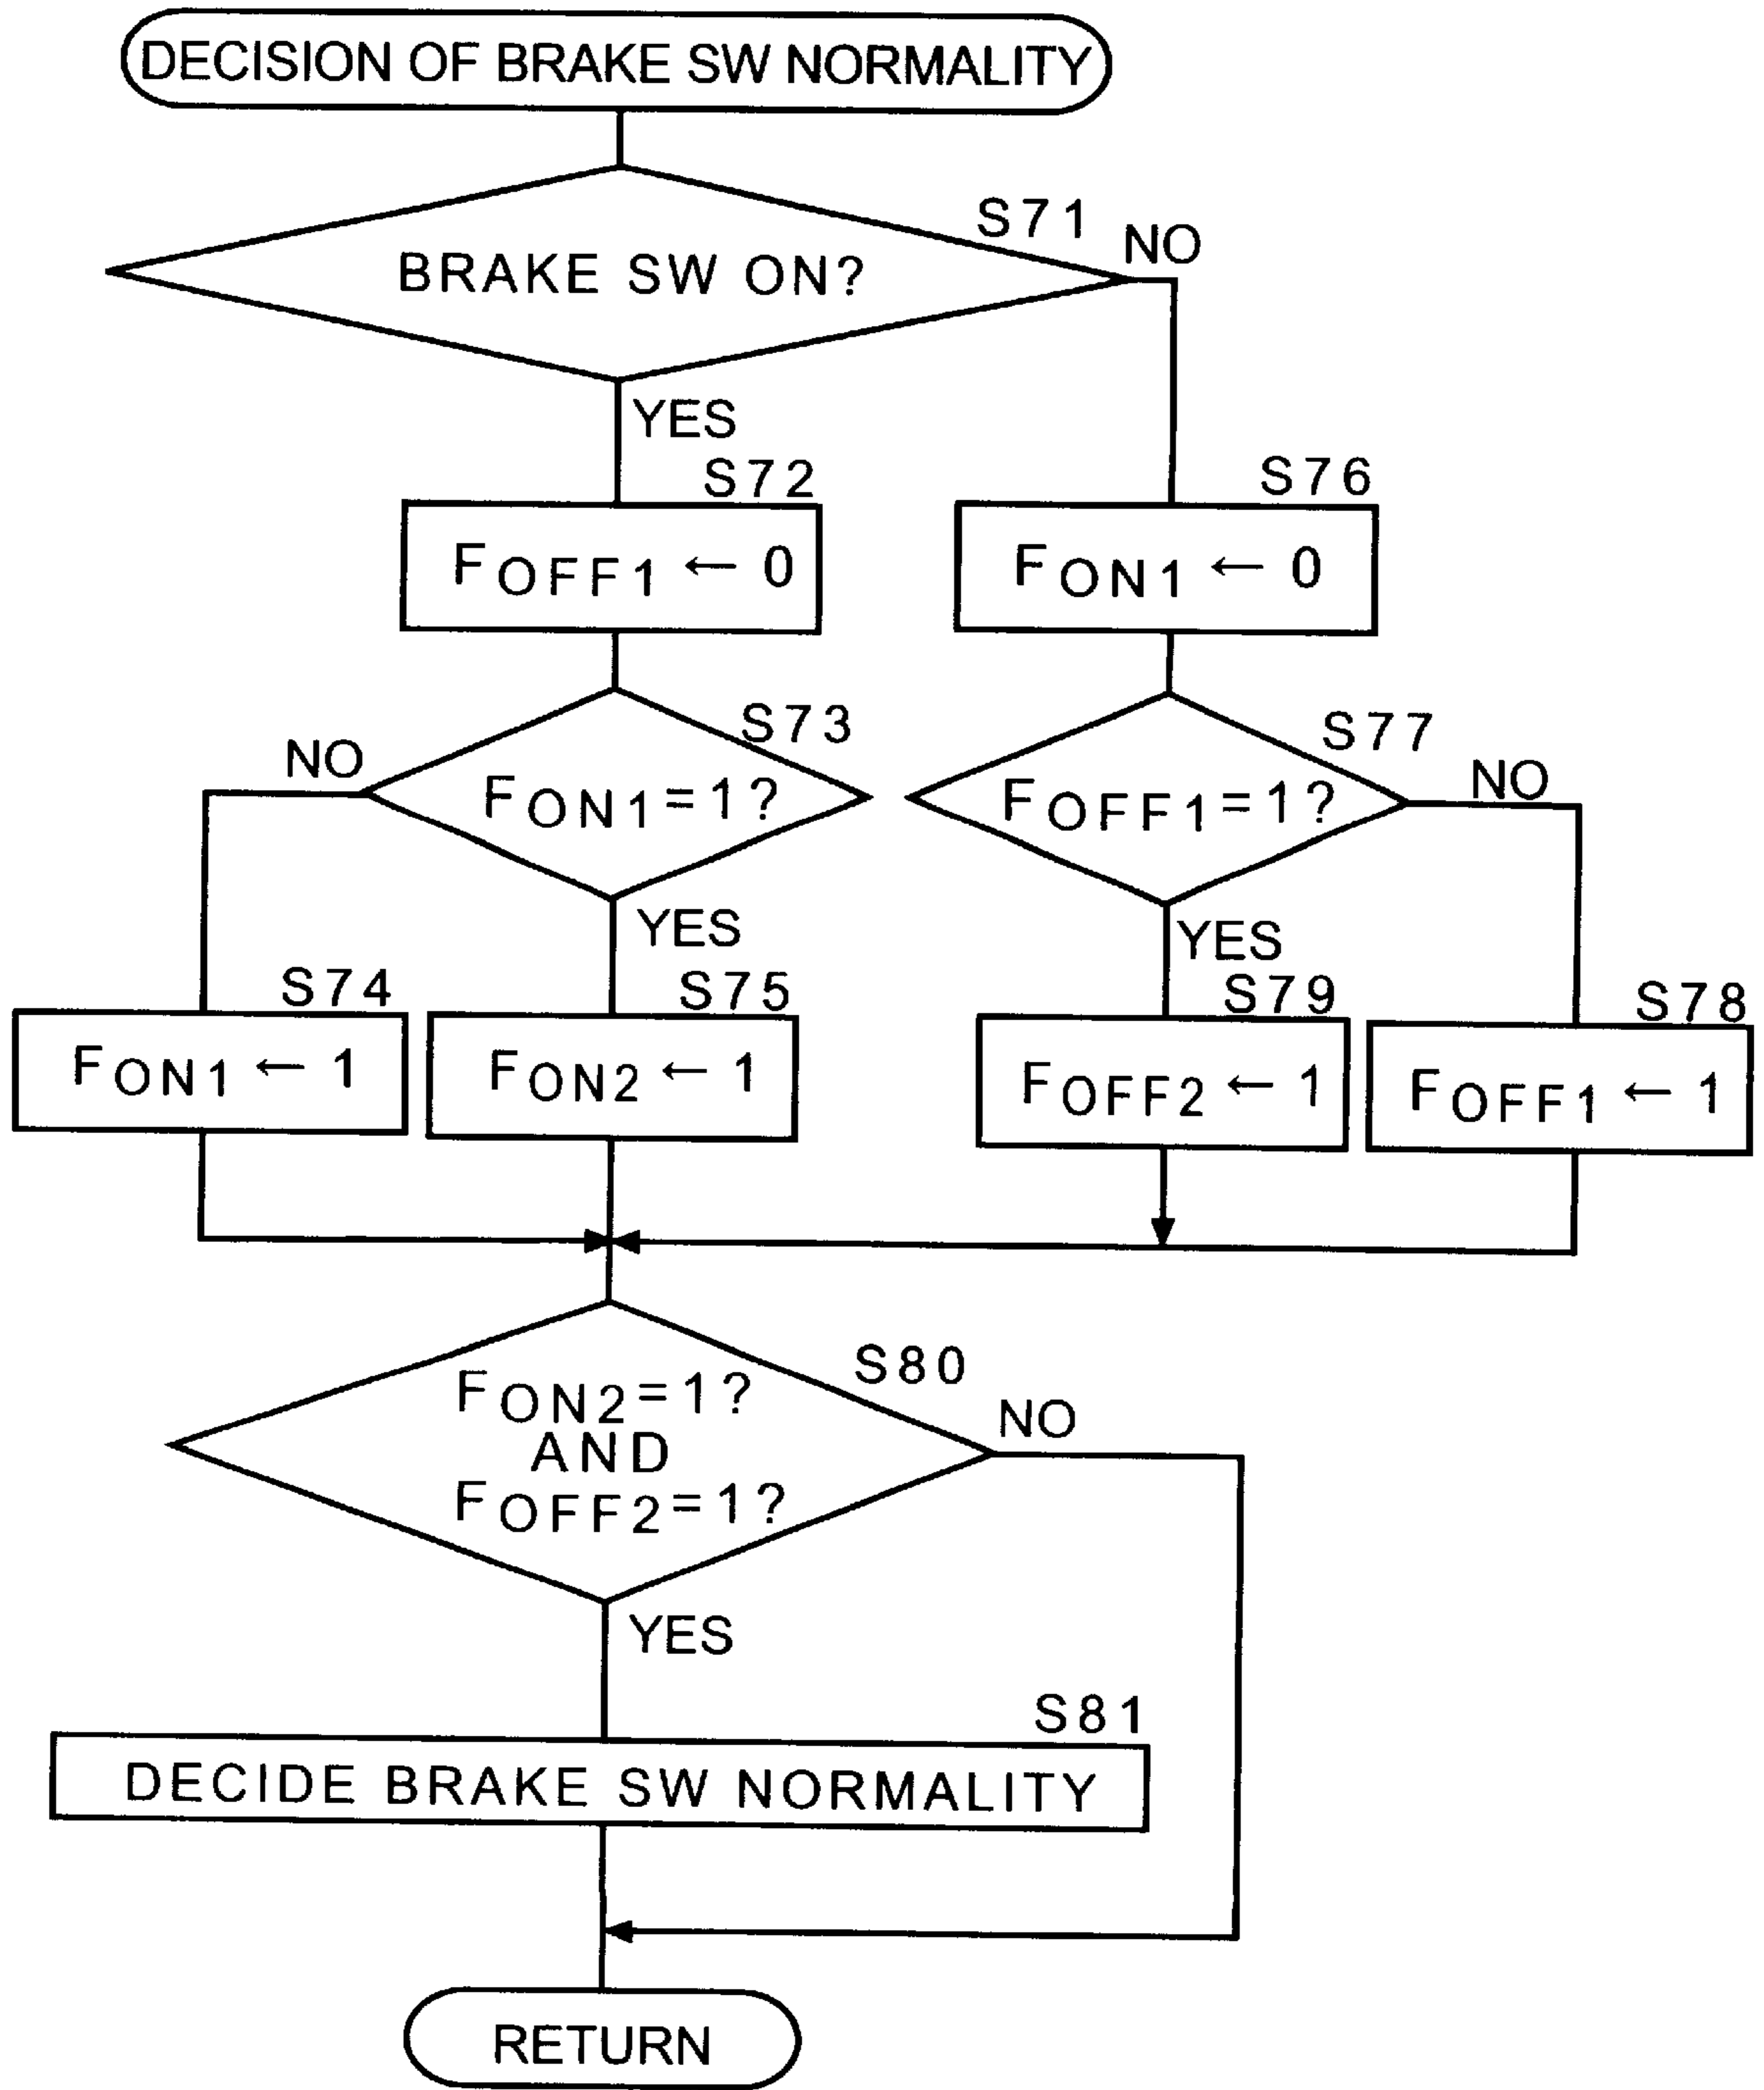 DECISION OF BRAKE SW NORMALITY
S71
NO
BRAKE SW ON?
YES
S72
S76
FOFF1 ← 0
FON1 ← 0
S73
S77
NO
FON1=1?
FOFF1=1?
NO
YES
YES
S74
S75
S79
S78
FON1 ← 1
FON2 ← 1
FOFF2 ← 1
FOFF1 ← 1
S80
FON2=1?
AND
FOFF2=1?
NO
YES
S81
DECIDE BRAKE SW NORMALITY
RETURN